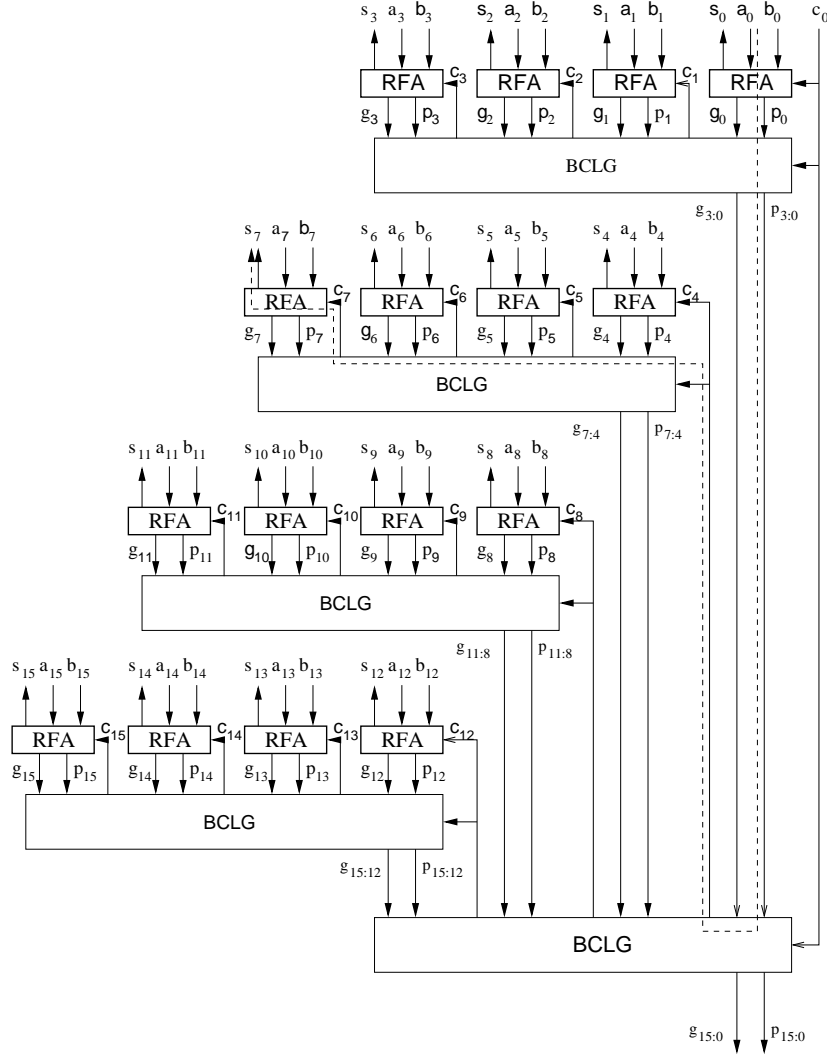 s3 a3 b3 s2 a2 b2 s1 a1 b1 s0 a0 b0 c0
RFA c3 RFA c2 RFA c1 RFA
g3 p3 g2 p2 g1 p1 g0 p0
BCLG
g3:0 p3:0
s7 a7 b7 s6 a6 b6 s5 a5 b5 s4 a4 b4
RFA c7 RFA c6 RFA c5 RFA c4
g7 p7 g6 p6 g5 p5 g4 p4
BCLG
g7:4 p7:4
s11 a11 b11 s10 a10 b10 s9 a9 b9 s8 a8 b8
RFA c11 RFA c10 RFA c9 RFA c8
g11 p11 g10 p10 g9 p9 g8 p8
BCLG
g11:8 p11:8
s15 a15 b15 s14 a14 b14 s13 a13 b13 s12 a12 b12
RFA c15 RFA c14 RFA c13 RFA c12
g15 p15 g14 p14 g13 p13 g12 p12
BCLG
g15:12 p15:12
BCLG
g15:0 p15:0